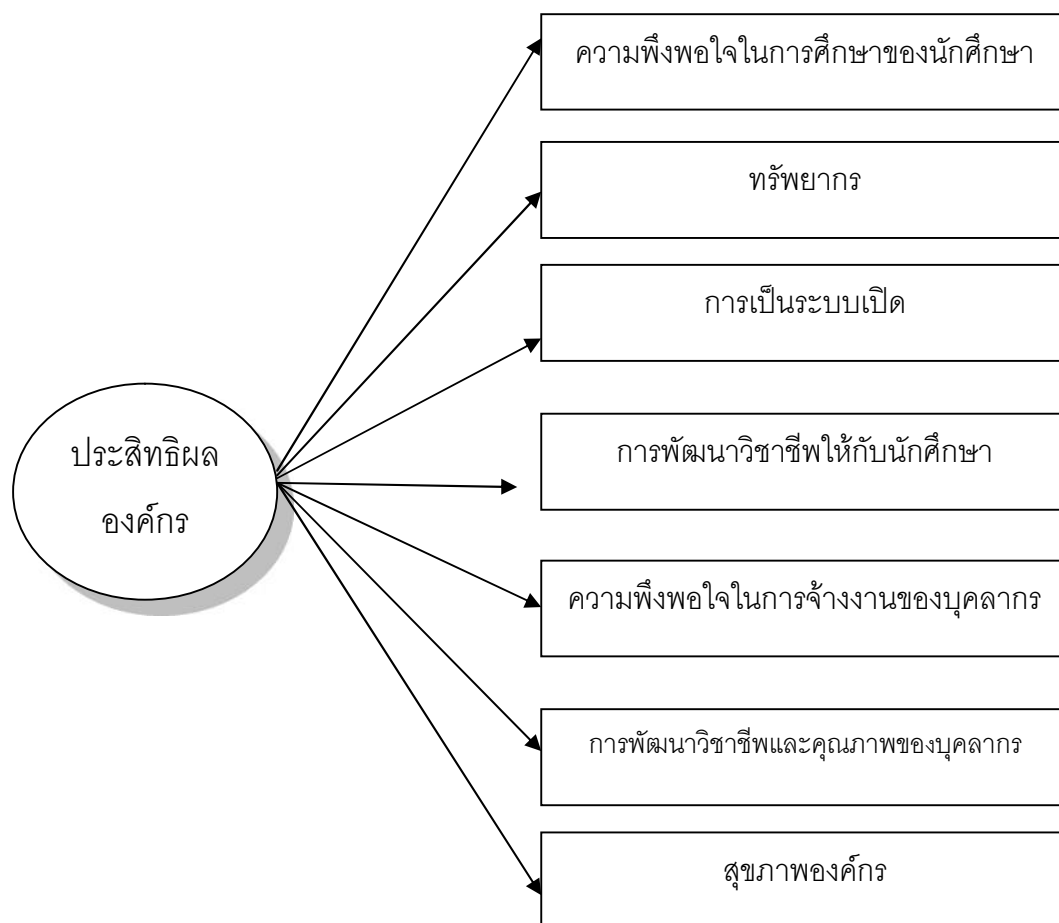 ความพึงพอใจในการศึกษาของนักศึกษา
ทรัพยากร
การเป็นระบบเปิด
การพัฒนาวิชาชีพให้กับนักศึกษา
ประสิทธิผล
องค์กร
ความพึงพอใจในการจ้างงานของบุคลากร
การพัฒนาวิชาชีพและคุณภาพของบุคลากร
สุขภาพองค์กร